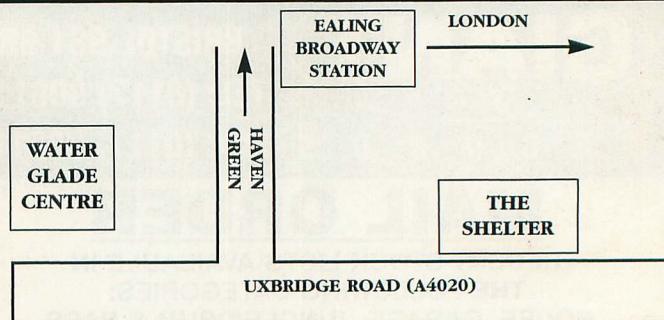 EALING
BROADWAY
STATION
LONDON
HAVEN
GREEN
WATER
GLADE
CENTRE
THE
SHELTER
UXBRIDGE ROAD (A4020)